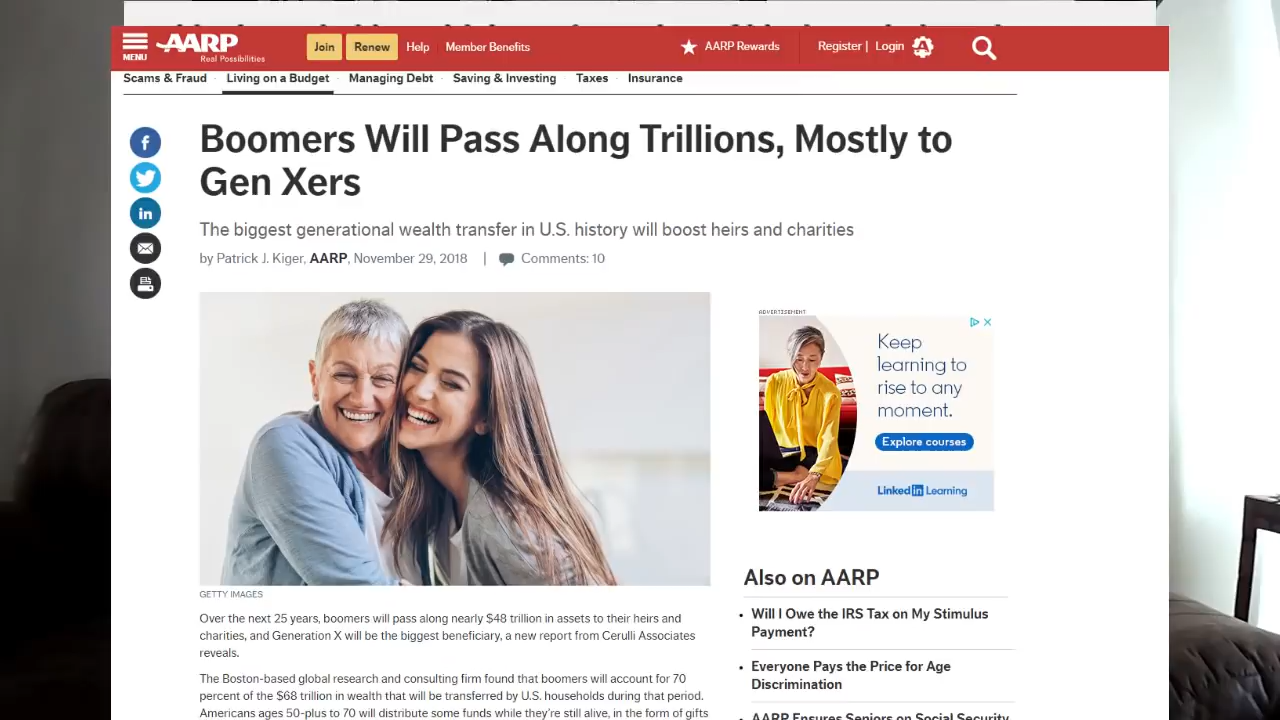 MENU
AARP
Real Possibilities
Join
Renew
Help
Member Benefits
AARP Rewards
Register | Login
Scams & Fraud · Living on a Budget · Managing Debt · Saving & Investing · Taxes · Insurance
Boomers Will Pass Along Trillions, Mostly to
Gen Xers
The biggest generational wealth transfer in U.S. history will boost heirs and charities
by Patrick J. Kiger, AARP, November 29, 2018 | Comments: 10
ADVERTISEMENT
Keep
learning to
rise to any
moment.
Explore courses
Linked in Learning
GETTY IMAGES
Over the next 25 years, boomers will pass along nearly $48 trillion in assets to their heirs and
charities, and Generation X will be the biggest beneficiary, a new report from Cerulli Associates
reveals.
The Boston-based global research and consulting firm found that boomers will account for 70
percent of the $68 trillion in wealth that will be transferred by U.S. households during that period.
Americans ages 50-plus to 70 will distribute some funds while they're still alive, in the form of gifts
Also on AARP
• Will I Owe the IRS Tax on My Stimulus
Payment?
• Everyone Pays the Price for Age
Discrimination
• AARP Ensures Seniors on Social Security